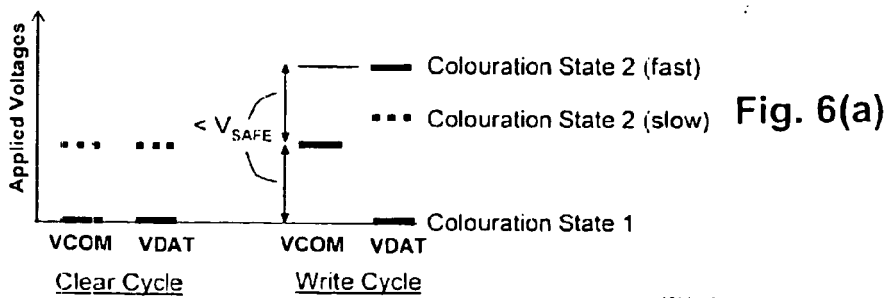 Applied Voltages
Colouration State 2 (fast)
< VSAFE
Colouration State 2 (slow)
Fig. 6(a)
Colouration State 1
VCOM VDAT VCOM VDAT
Clear Cycle Write Cycle